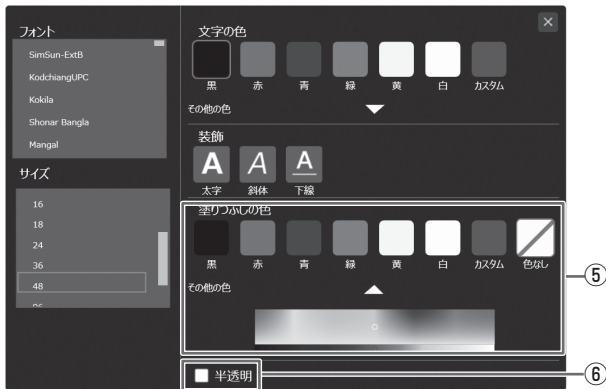 フォント
SimSun-ExtB
KodchiangUPC
Kokila
Shonar Bangla
Mangal
サイズ
16
18
24
36
48
96
文字の色
黒 赤 青 緑 黄 白 カスタム
その他の色
装飾
A A A
太字 斜体 下線
塗りつぶしの色
黒 赤 青 緑 黄 白 カスタム 色なし
その他の色
半透明
⑤
⑥